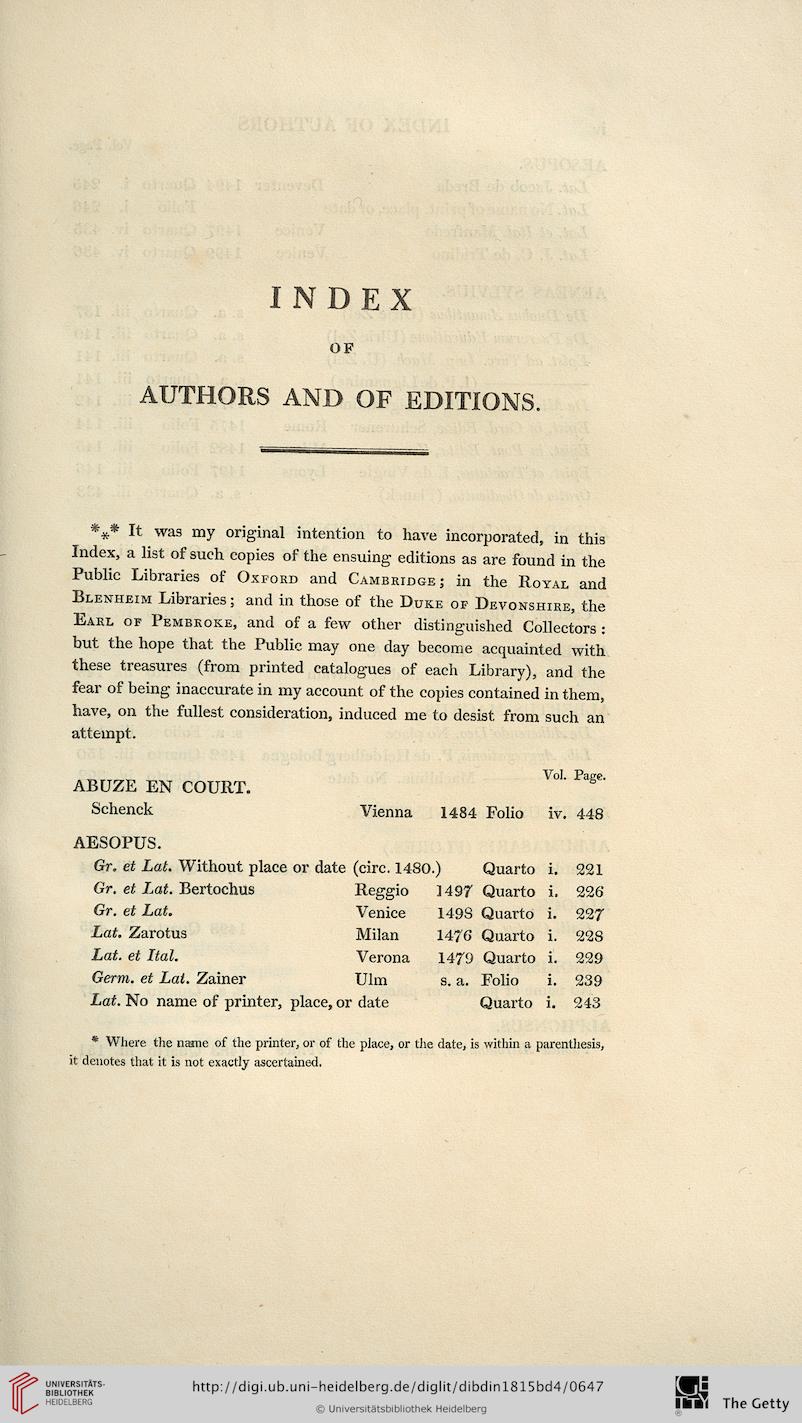 INDEX
OF
AUTHORS AND OF EDITIONS.
*⁎* It was my original intention to have incorporated, in this
Index, a list of such copies of the ensuing editions as are found in the
Public Libraries of Oxford and Cambridge; in the Royal and
Blenheim Libraries; and in those of the Duke of Devonshire, the
Earl of Pembroke, and of a few other distinguished Collectors:
but the hope that the Public may one day become acquainted with
these treasures (from printed catalogues of each Library), and the
fear of being inaccurate in my account of the copies contained in them,
have, on the fullest consideration, induced me to desist from such an
attempt.
Vol. Page.
ABUZE EN COURT.
Schenck Vienna 1484 Folio iv. 448
AESOPUS.
Gr. et Lat. Without place or date (circ. 1480.) Quarto i. 221
Gr. et Lat. Bertochus Reggio 1497 Quarto i. 226
Gr. et Lat. Venice 1498 Quarto i. 227
Lat. Zarotus Milan 1476 Quarto i. 228
Lat. et Ital. Verona 1479 Quarto i. 229
Germ. et Lat. Zainer Ulm s. a. Folio i. 239
Lat. No name of printer, place, or date Quarto i. 243
* Where the name of the printer, or of the place, or the date, is within a parenthesis,
it denotes that it is not exactly ascertained.
UNIVERSITÄTS-
BIBLIOTHEK
HEIDELBERG
http://digi.ub.uni-heidelberg.de/diglit/dibdin1815bd4/0647
© Universitätsbibliothek Heidelberg
The Getty